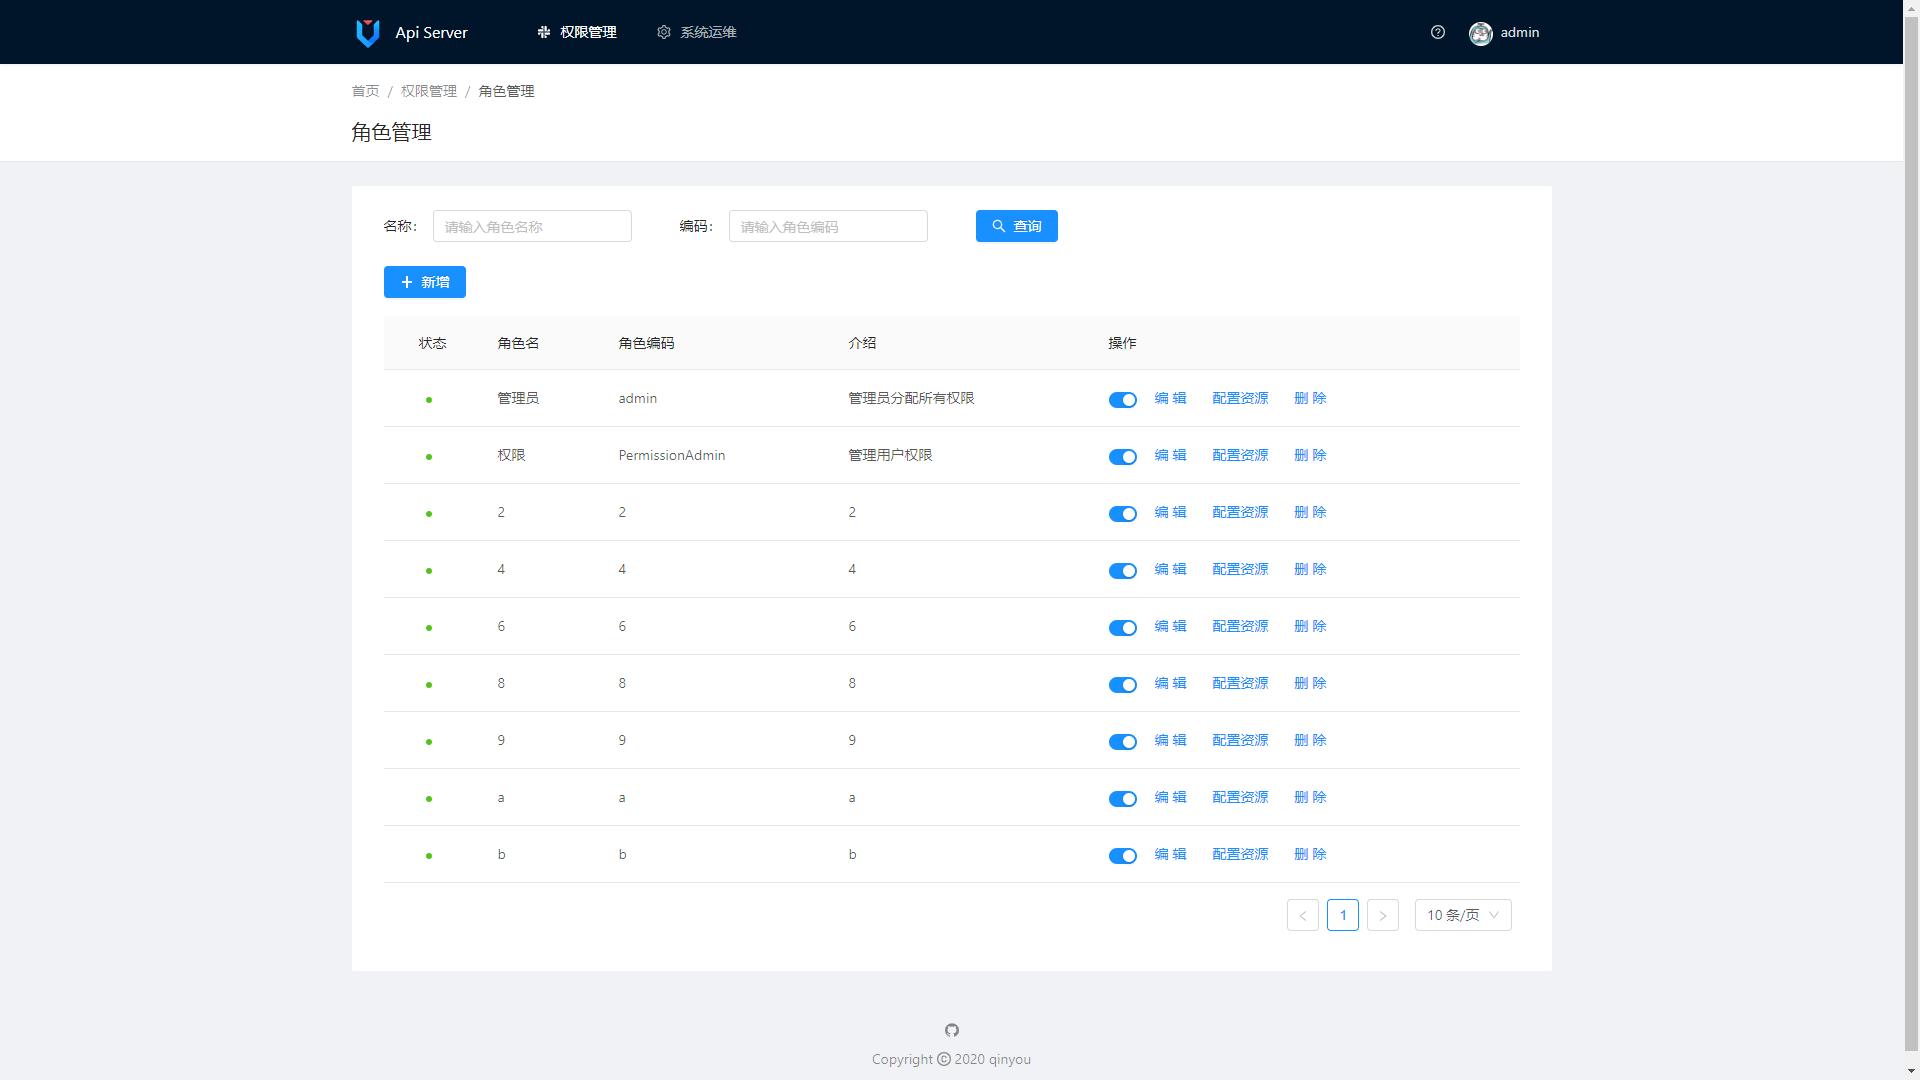 Api Server 权限管理 系统运维 admin
首页 / 权限管理 / 角色管理
角色管理
名称: 请输入角色名称 编码: 请输入角色编码 查询
新增
状态 角色名 角色编码 介绍 操作
管理员 admin 管理员分配所有权限 编 辑 配置资源 删 除
权限 PermissionAdmin 管理用户权限 编 辑 配置资源 删 除
2 2 2 编 辑 配置资源 删 除
4 4 4 编 辑 配置资源 删 除
6 6 6 编 辑 配置资源 删 除
8 8 8 编 辑 配置资源 删 除
9 9 9 编 辑 配置资源 删 除
a a a 编 辑 配置资源 删 除
b b b 编 辑 配置资源 删 除
< 1 > 10 条/页
Copyright © 2020 qinyou